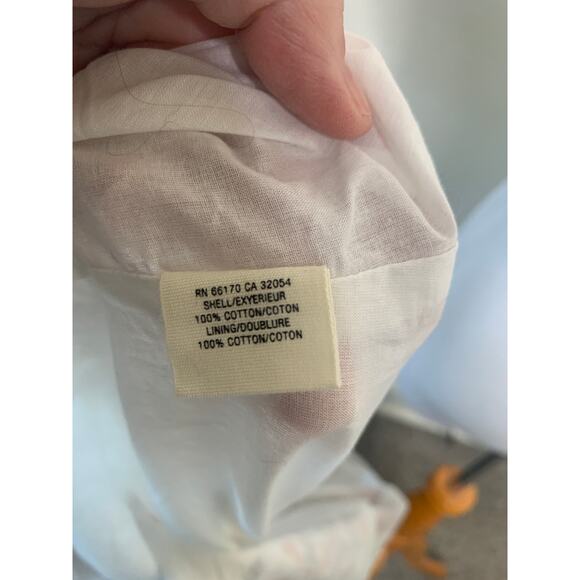 RN 66170 CA 32054
SHELL/EXYERIEUR
100% COTTON/COTON
LINING/DOUBLURE
100% COTTON/COTON